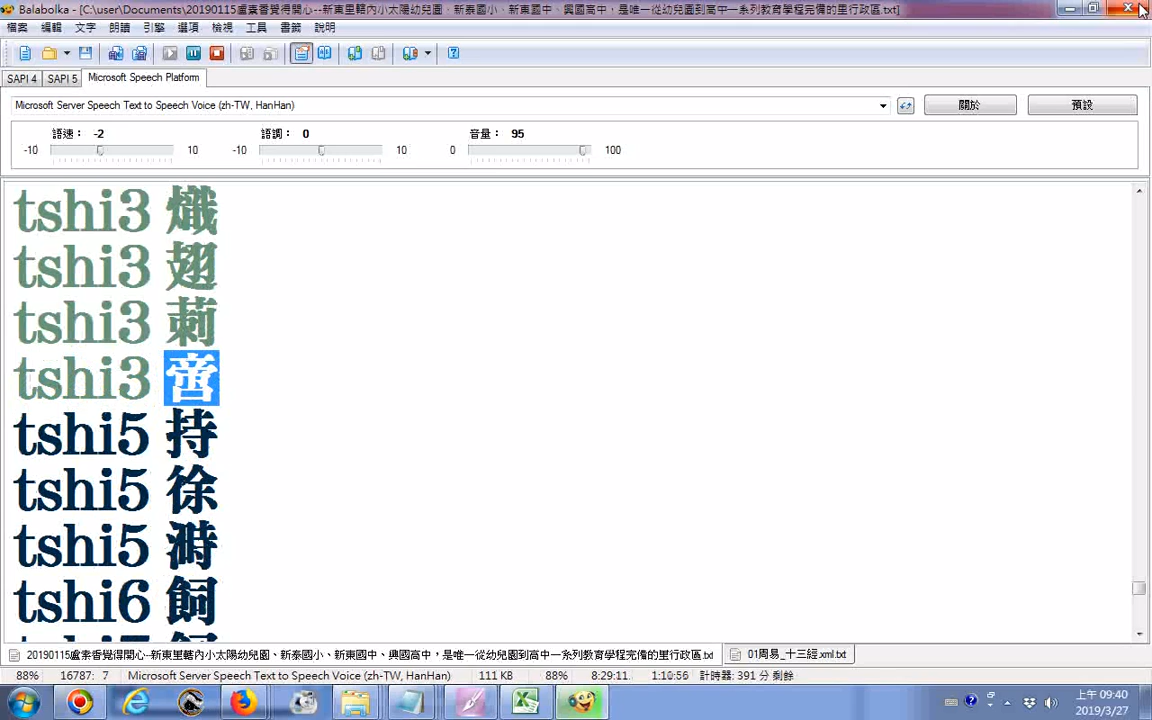 Balabolka - [C:\user\Documents\20190115盧素香覺得開心--新東里轄內小太陽幼兒園、新泰國小、新東國中、興國高中，是唯一從幼兒園到高中一系列教育學程完備的里行政區.txt]
檔案 編輯 文字 朗讀 引擎 選項 檢視 工具 書籤 說明
SAPI 4 SAPI 5 Microsoft Speech Platform
Microsoft Server Speech Text to Speech Voice (zh-TW, HanHan) 關於 預設
語速： -2 語調： 0 音量： 95
-10 10 -10 10 0 100
tshi3 熾
tshi3 翅
tshi3 莿
tshi3 啻
tshi5 持
tshi5 徐
tshi5 溡
tshi6 飼
20190115盧素香覺得開心--新東里轄內小太陽幼兒園、新泰國小、新東國中、興國高中，是唯一從幼兒園到高中一系列教育學程完備的里行政區.txt 01周易_十三經.xml.txt
88% 16787: 7 Microsoft Server Speech Text to Speech Voice (zh-TW, HanHan) 111 KB 88% 8:29:11 1:10:56 計時器: 391 分 剩餘
上午 09:40
2019/3/27